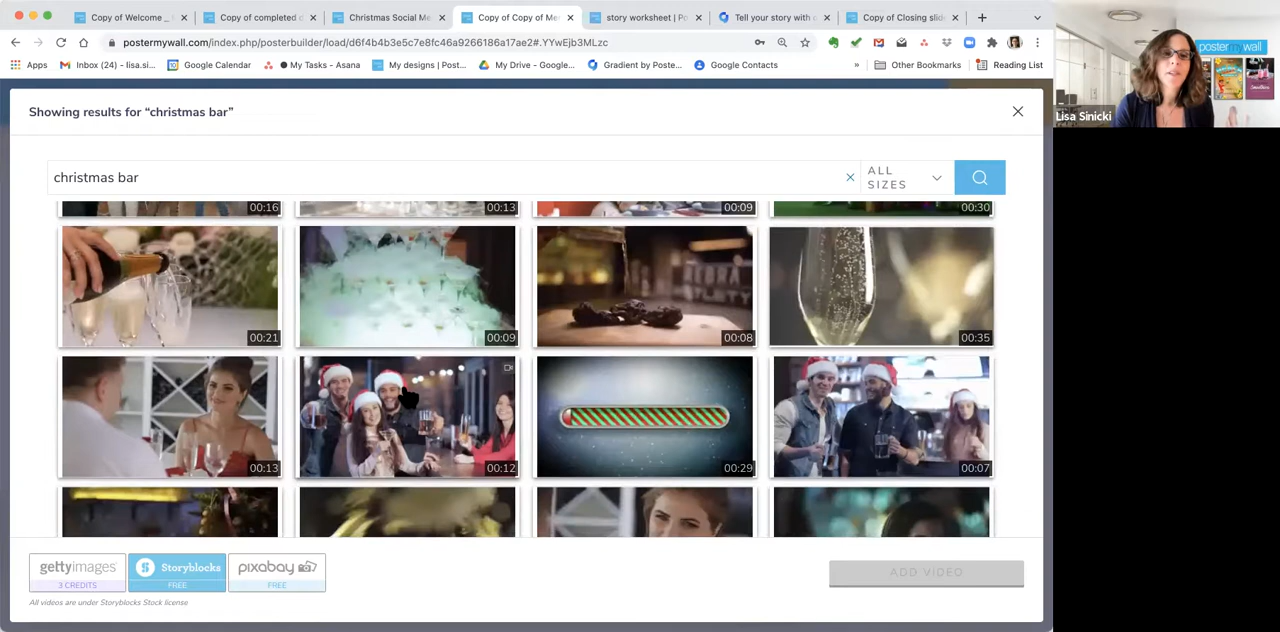 Copy of Welcome _
Copy of completed
Christmas Social Me
Copy of Copy of Me
story worksheet | Po
Tell your story with
Copy of Closing slid
postermywall.com/index.php/posterbuilder/load/d6f4b4b3e5c7e8fc46a9266180a17ae2#.YYwEjb3MLzc
Apps
Inbox (24) - lisa.si...
Google Calendar
My Tasks - Asana
My designs | Post...
My Drive - Google...
Gradient by Poste...
Google Contacts
»
Other Bookmarks
Reading List
postermywall
Lisa Sinicki
Showing results for “christmas bar”
christmas bar
ALL
SIZES
00:16
00:13
00:09
00:30
00:21
00:09
00:08
00:35
00:13
00:12
00:29
00:07
gettyimages
3 CREDITS
Storyblocks
FREE
pixabay
FREE
ADD VIDEO
All videos are under Storyblocks Stock license